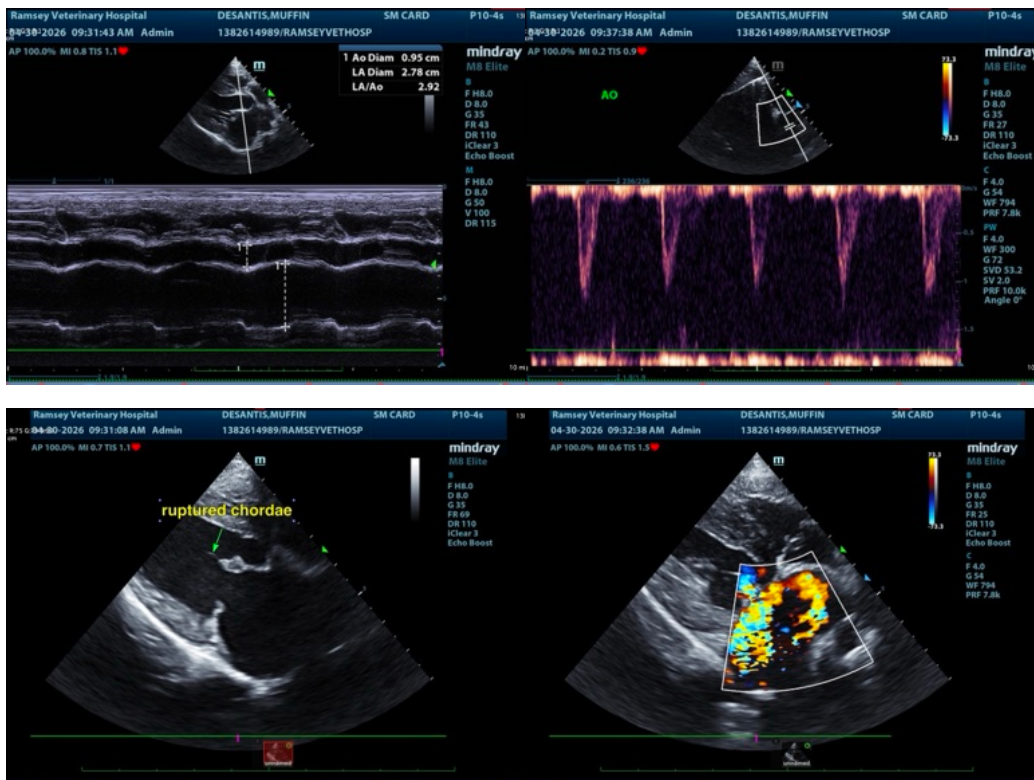 Ramsey Veterinary Hospital DESANTIS,MUFFIN SM CARD P10-4s
04-30-2026 09:31:43 AM Admin 1382614989/RAMSEYVETHOSP
AP 100.0% MI 0.8 TIS 1.1
mindray
M8 Elite
1 Ao Diam 0.95 cm
LA Diam 2.78 cm
LA/Ao 2.92
B
F H8.0
D 8.0
G 35
FR 43
DR 110
iClear 3
Echo Boost
M
F H8.0
D 8.0
G 50
V 100
DR 115
Ramsey Veterinary Hospital DESANTIS,MUFFIN SM CARD P10-4s
04-30-2026 09:37:38 AM Admin 1382614989/RAMSEYVETHOSP
AP 100.0% MI 0.2 TIS 0.9
mindray
M8 Elite
AO
73.3
-73.3
B
F H8.0
D 8.0
G 35
FR 27
DR 110
iClear 3
Echo Boost
C
F 4.0
G 54
WF 794
PRF 7.8k
PW
F 4.0
WF 300
G 72
SVD 53.2
SV 2.0
PRF 10.0k
Angle 0°
Ramsey Veterinary Hospital DESANTIS,MUFFIN SM CARD P10-4s
04-30-2026 09:31:08 AM Admin 1382614989/RAMSEYVETHOSP
AP 100.0% MI 0.7 TIS 1.1
mindray
M8 Elite
ruptured chordae
B
F H8.0
D 8.0
G 35
FR 69
DR 110
iClear 3
Echo Boost
unnamed
Ramsey Veterinary Hospital DESANTIS,MUFFIN SM CARD P10-4s
04-30-2026 09:32:38 AM Admin 1382614989/RAMSEYVETHOSP
AP 100.0% MI 0.6 TIS 1.5
mindray
M8 Elite
73.3
-73.3
B
F H8.0
D 8.0
G 35
FR 25
DR 110
iClear 3
Echo Boost
C
F 4.0
G 54
WF 794
PRF 7.8k
unnamed